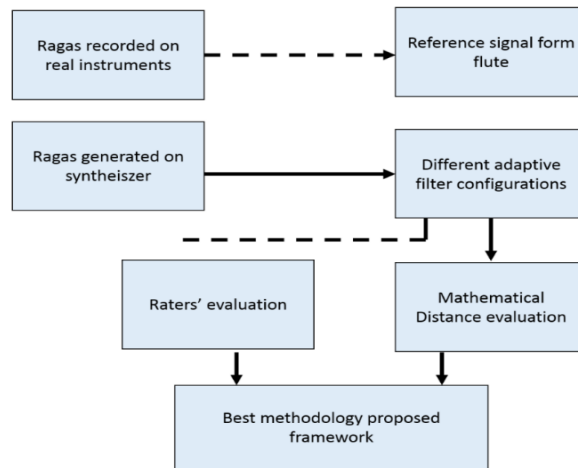 Ragas recorded on
real instruments
Reference signal form
flute
Ragas generated on
syntheiszer
Different adaptive
filter configurations
Raters' evaluation
Mathematical
Distance evaluation
Best methodology proposed
framework